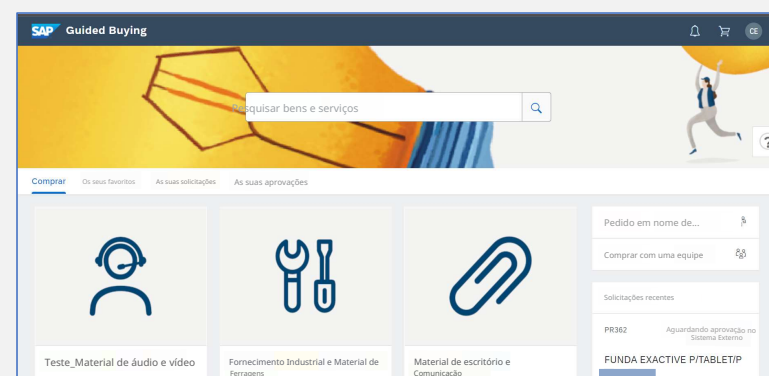 SAP Guided Buying
CE
Pesquisar bens e serviços
?
Comprar Os seus favoritos As suas solicitações As suas aprovações
Teste_Material de áudio e vídeo
Fornecimento Industrial e Material de
Ferragens
Material de escritório e
Comunicação
Pedido em nome de...
Comprar com uma equipe
Solicitações recentes
PR362 Aguardando aprovação no
Sistema Externo
FUNDA EXACTIVE P/TABLET/P